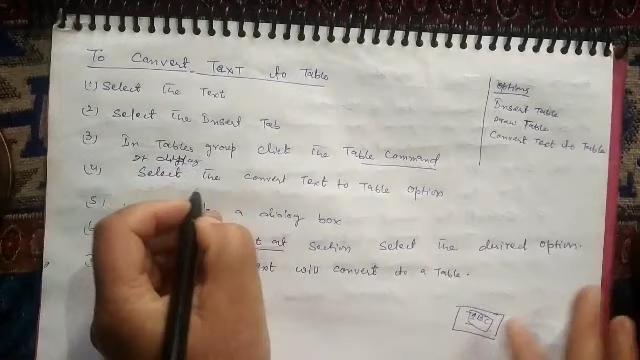 To Convert Text to Table
(1) Select the Text
(2) Select the Insert Tab
(3) In Tables group click the Table Command
(4) Select the convert Text to Table option
5) a dialog box
at section select the desired option.
will convert to a Table.
Options
Insert Table
Draw Table
Convert Text to Table
ABC